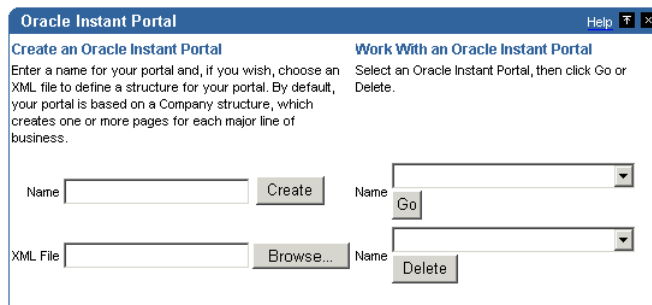 Oracle Instant Portal
Help
Create an Oracle Instant Portal
Enter a name for your portal and, if you wish, choose an
XML file to define a structure for your portal. By default,
your portal is based on a Company structure, which
creates one or more pages for each major line of
business.
Name
Create
XML File
Browse...
Work With an Oracle Instant Portal
Select an Oracle Instant Portal, then click Go or
Delete.
Name
Go
Name
Delete